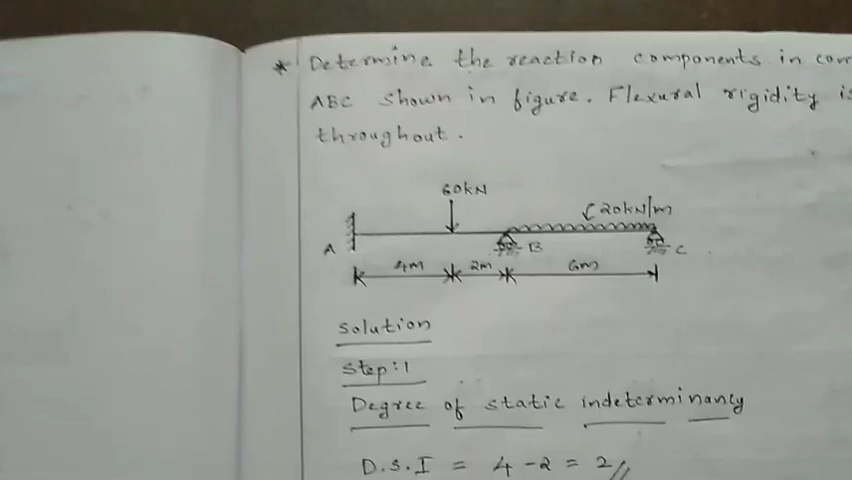 * Determine the reaction components in con
ABC shown in figure. Flexural rigidity is
throughout.
60kN
20kN/m
A
B
C
4m
2m
6m
Solution
Step:1
Degree of static indeterminancy
D.S.I = 4-2 = 2//